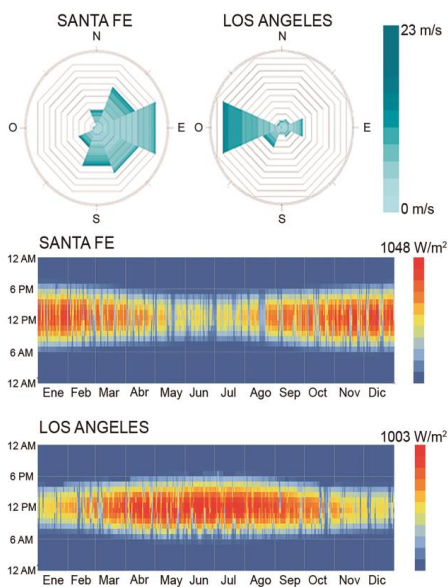 SANTA FE
LOS ANGELES
N
N
23 m/s
O
E
O
E
S
S
0 m/s
SANTA FE
1048 W/m²
12 AM
6 PM
12 PM
6 AM
12 AM
Ene Feb Mar Abr May Jun Jul Ago Sep Oct Nov Dic
LOS ANGELES
1003 W/m²
12 AM
6 PM
12 PM
6 AM
12 AM
Ene Feb Mar Abr May Jun Jul Ago Sep Oct Nov Dic